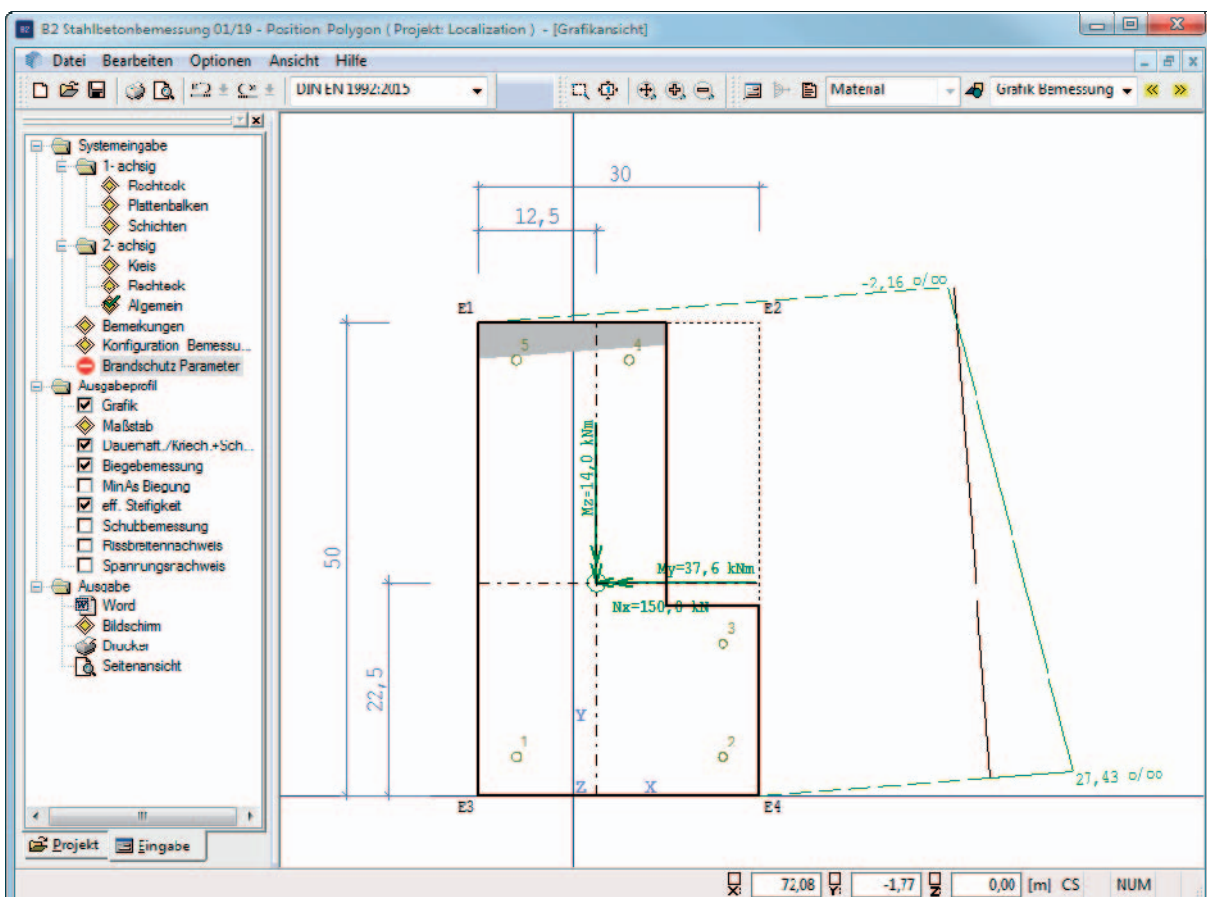 B2 Stahlbetonbemessung 01/19 - Position: Polygon ( Projekt: Localization ) - [Grafikansicht]
Datei Bearbeiten Optionen Ansicht Hilfe
DIN EN 1992:2015 Material Grafik Bemessung
Systemeingabe
1- achsig
Rechteck
Plattenbalken
Schichten
2- achsig
Kreis
Rechteck
Algemein
Bemerkungen
Konfiguration Bemessu...
Brandschutz Parameter
Ausgabeprofil
Grafik
Maßstab
Dauerhaft./Kriech.+Sch...
Biegebemessung
MinAs Biegung
eff. Steifigkeit
Schubbemessung
Rissbreitennachweis
Spannungsnachweis
Ausgabe
Word
Bildschirm
Drucker
Seitenansicht
Projekt Eingabe
30
12,5
-2,16 o/oo
E1 E2
5 4
Mz=14,0 kNm
50
My=37,6 kNm
Nx=150,0 kN
3
22,5
Y
1 2
27,43 o/oo
Z X
E3 E4
X: 72,08 Y: -1,77 Z: 0,00 [m] CS NUM